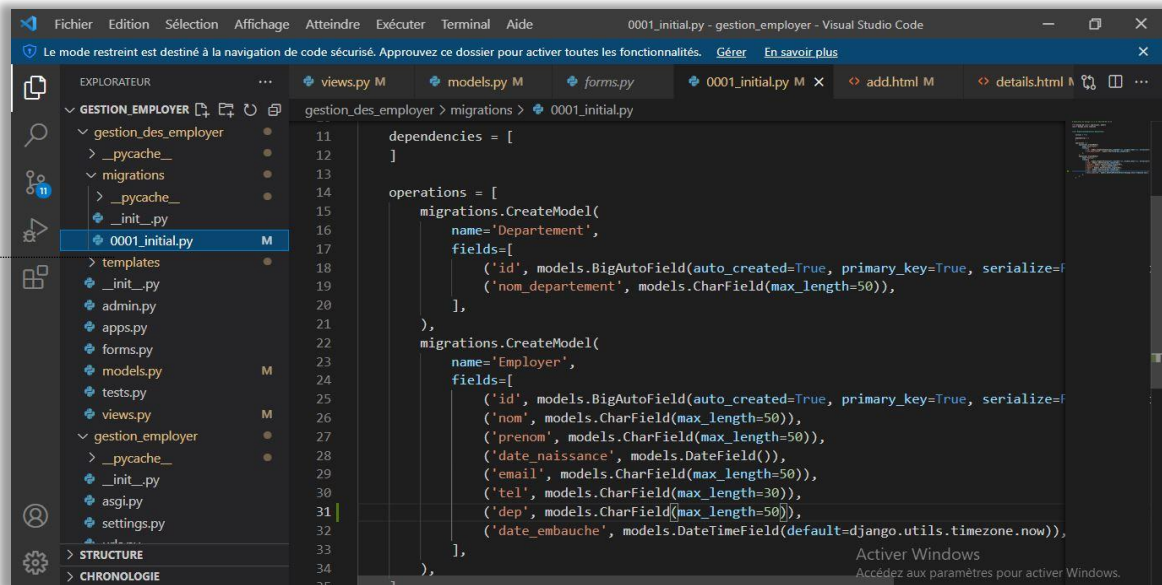 Fichier Edition Sélection Affichage Atteindre Exécuter Terminal Aide 0001_initial.py - gestion_employer - Visual Studio Code
Le mode restreint est destiné à la navigation de code sécurisé. Approuvez ce dossier pour activer toutes les fonctionnalités. Gérer En savoir plus
EXPLORATEUR
GESTION_EMPLOYER
gestion_des_employer
__pycache__
migrations
__pycache__
__init__.py
0001_initial.py M
templates
__init__.py
admin.py
apps.py
forms.py
models.py M
tests.py
views.py M
gestion_employer
__pycache__
__init__.py
asgi.py
settings.py
STRUCTURE
CHRONOLOGIE
11
views.py M models.py M forms.py 0001_initial.py M add.html M details.html
gestion_des_employer > migrations > 0001_initial.py
11 dependencies = [
12 ]
13
14 operations = [
15 migrations.CreateModel(
16 name='Departement',
17 fields=[
18 ('id', models.BigAutoField(auto_created=True, primary_key=True, serialize=F
19 ('nom_departement', models.CharField(max_length=50)),
20 ],
21 ),
22 migrations.CreateModel(
23 name='Employer',
24 fields=[
25 ('id', models.BigAutoField(auto_created=True, primary_key=True, serialize=F
26 ('nom', models.CharField(max_length=50)),
27 ('prenom', models.CharField(max_length=50)),
28 ('date_naissance', models.DateField()),
29 ('email', models.CharField(max_length=50)),
30 ('tel', models.CharField(max_length=30)),
31 ('dep', models.CharField(max_length=50)),
32 ('date_embauche', models.DateTimeField(default=django.utils.timezone.now)),
33 ],
34 ),
Activer Windows
Accédez aux paramètres pour activer Windows.